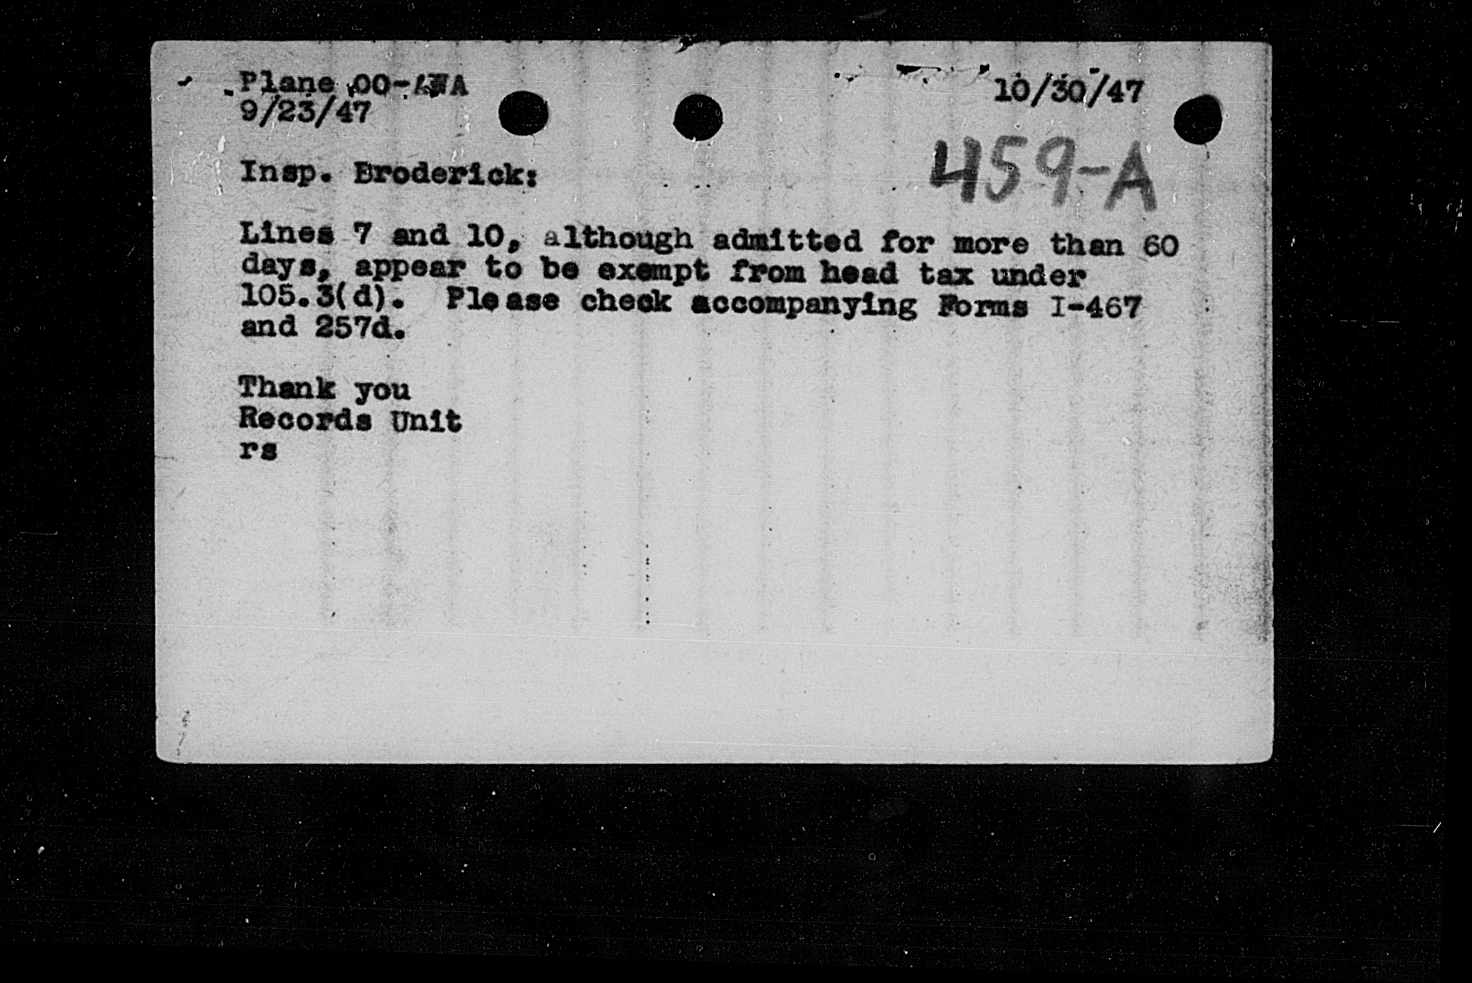 Plane 00-AWA 10/30/47
9/23/47
459-A
Insp. Broderick:
Lines 7 and 10, although admitted for more than 60
days, appear to be exempt from head tax under
105.3(d). Please check accompanying Forms I-467
and 257d.
Thank you
Records Unit
rs